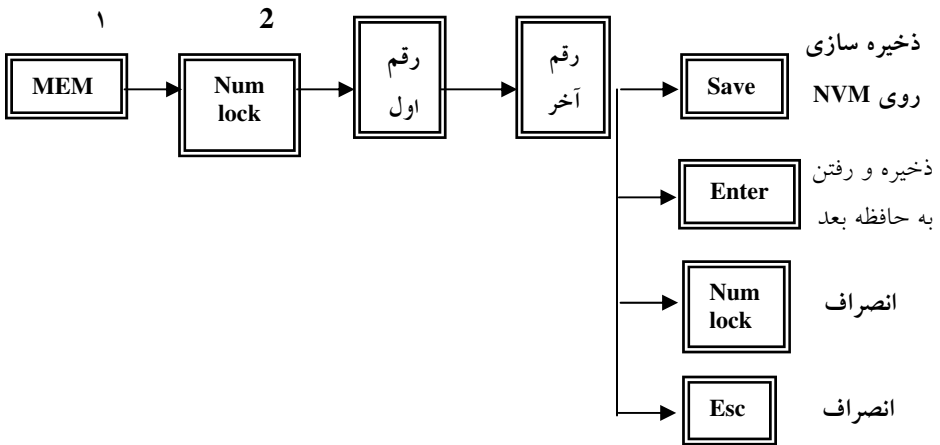 ۱
2
MEM
Num
lock
رقم
اول
رقم
آخر
Save
ذخیره سازی
روی NVM
Enter
ذخیره و رفتن
به حافظه بعد
Num
lock
انصراف
Esc
انصراف